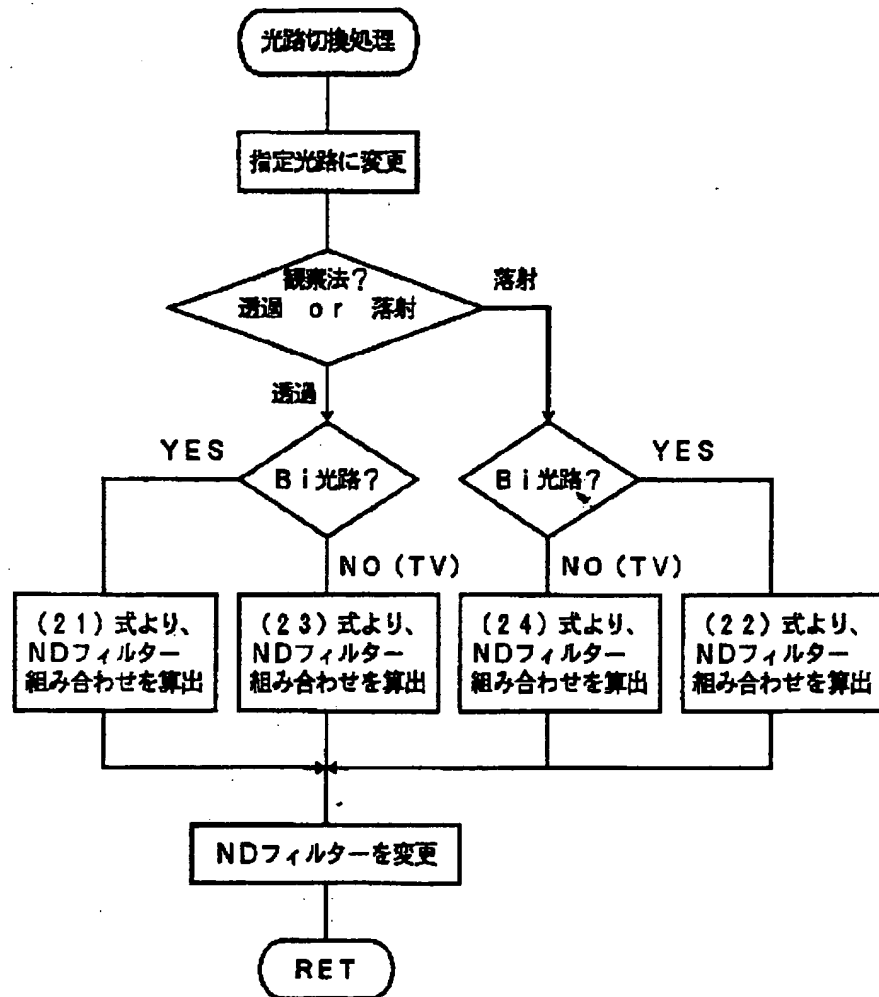 光路切換処理
指定光路に変更
観察法?
透過 or 落射
落射
透過
YES
Bi光路?
NO(TV)
Bi光路?
YES
NO(TV)
(21)式より、
NDフィルター
組み合わせを算出
(23)式より、
NDフィルター
組み合わせを算出
(24)式より、
NDフィルター
組み合わせを算出
(22)式より、
NDフィルター
組み合わせを算出
NDフィルターを変更
RET